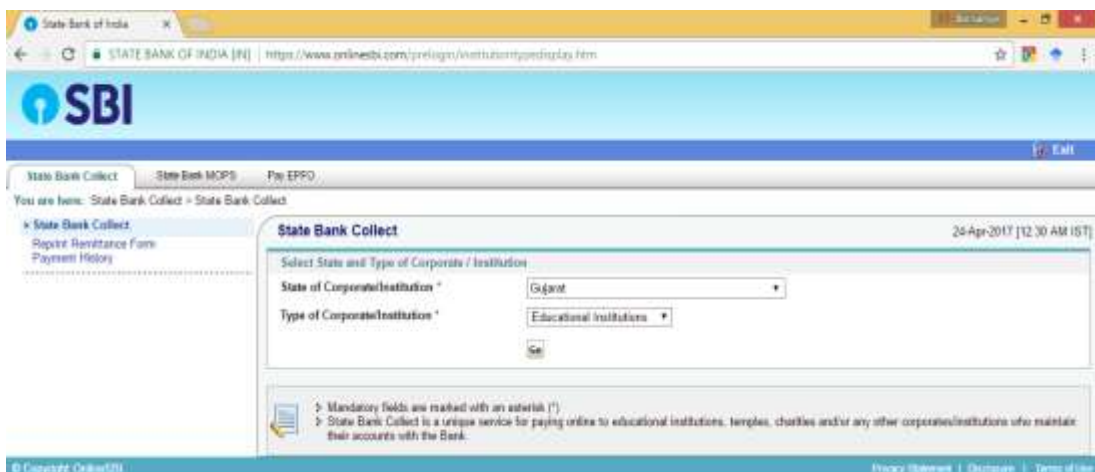 State Bank of India
STATE BANK OF INDIA [IN] https://www.onlinesbi.com/prelogin/institutiontypedisplay.htm
SBI
Exit
State Bank Collect State Bank MOPS Pay EPFO
You are here: State Bank Collect > State Bank Collect
State Bank Collect
Reprint Remittance Form
Payment History
State Bank Collect 24-Apr-2017 [12:30 AM IST]
Select State and Type of Corporate / Institution
State of Corporate/Institution * Gujarat
Type of Corporate/Institution * Educational Institutions
Go
Mandatory fields are marked with an asterisk (*)
State Bank Collect is a unique service for paying online to educational institutions, temples, charities and/or any other corporates/institutions who maintain
their accounts with the Bank.
© Copyright OnlineSBI Privacy Statement | Disclosure | Terms of Use